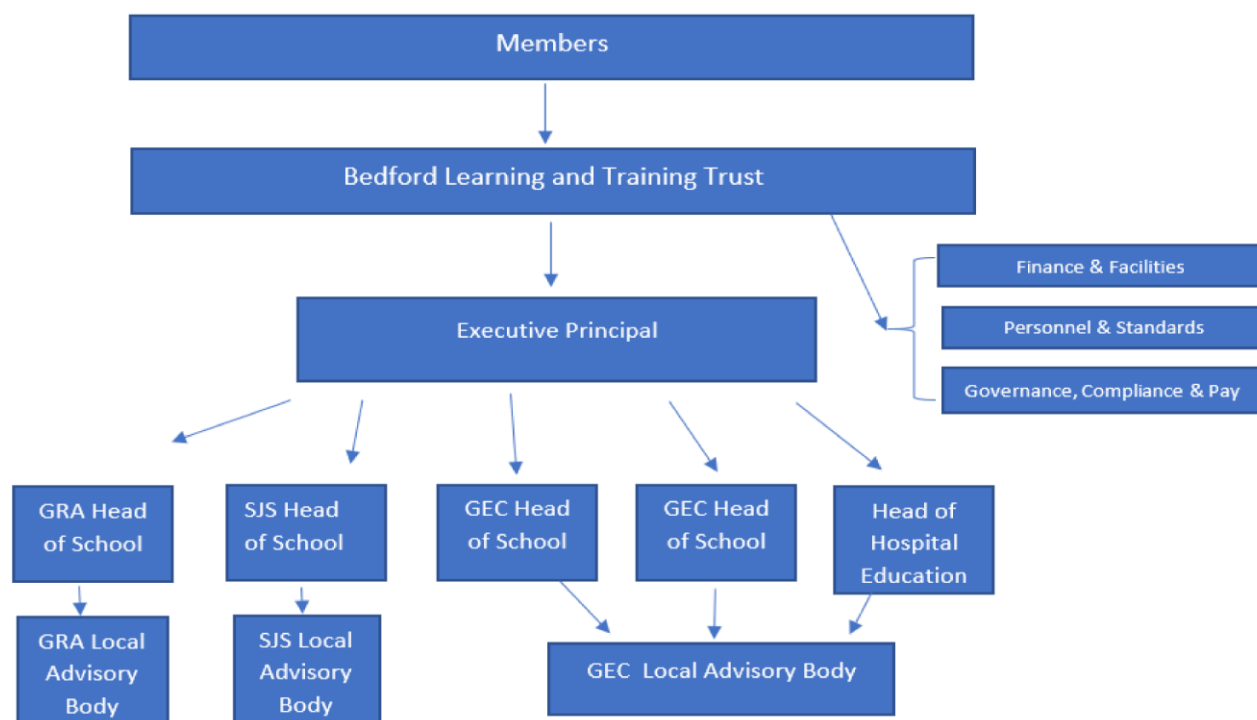 Members
Bedford Learning and Training Trust
Finance & Facilities
Executive Principal
Personnel & Standards
Governance, Compliance & Pay
GRA Head
of School
SJS Head
of School
GEC Head
of School
GEC Head
of School
Head of
Hospital
Education
GRA Local
Advisory
Body
SJS Local
Advisory
Body
GEC Local Advisory Body